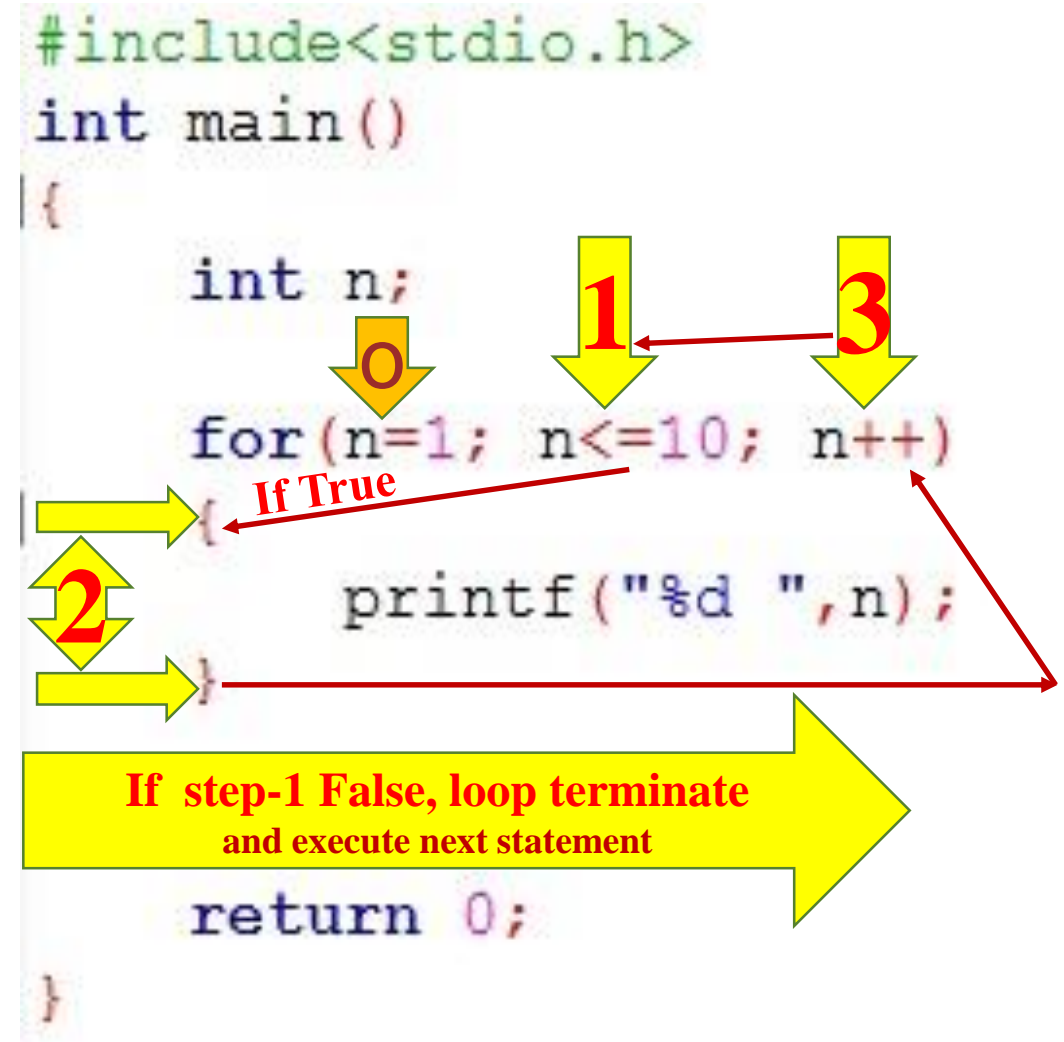 #include<stdio.h>
int main()
{
int n;
1
3
O
for(n=1; n<=10; n++)
If True
{
2
printf("%d ",n);
}
If step-1 False, loop terminate
and execute next statement
return 0;
}